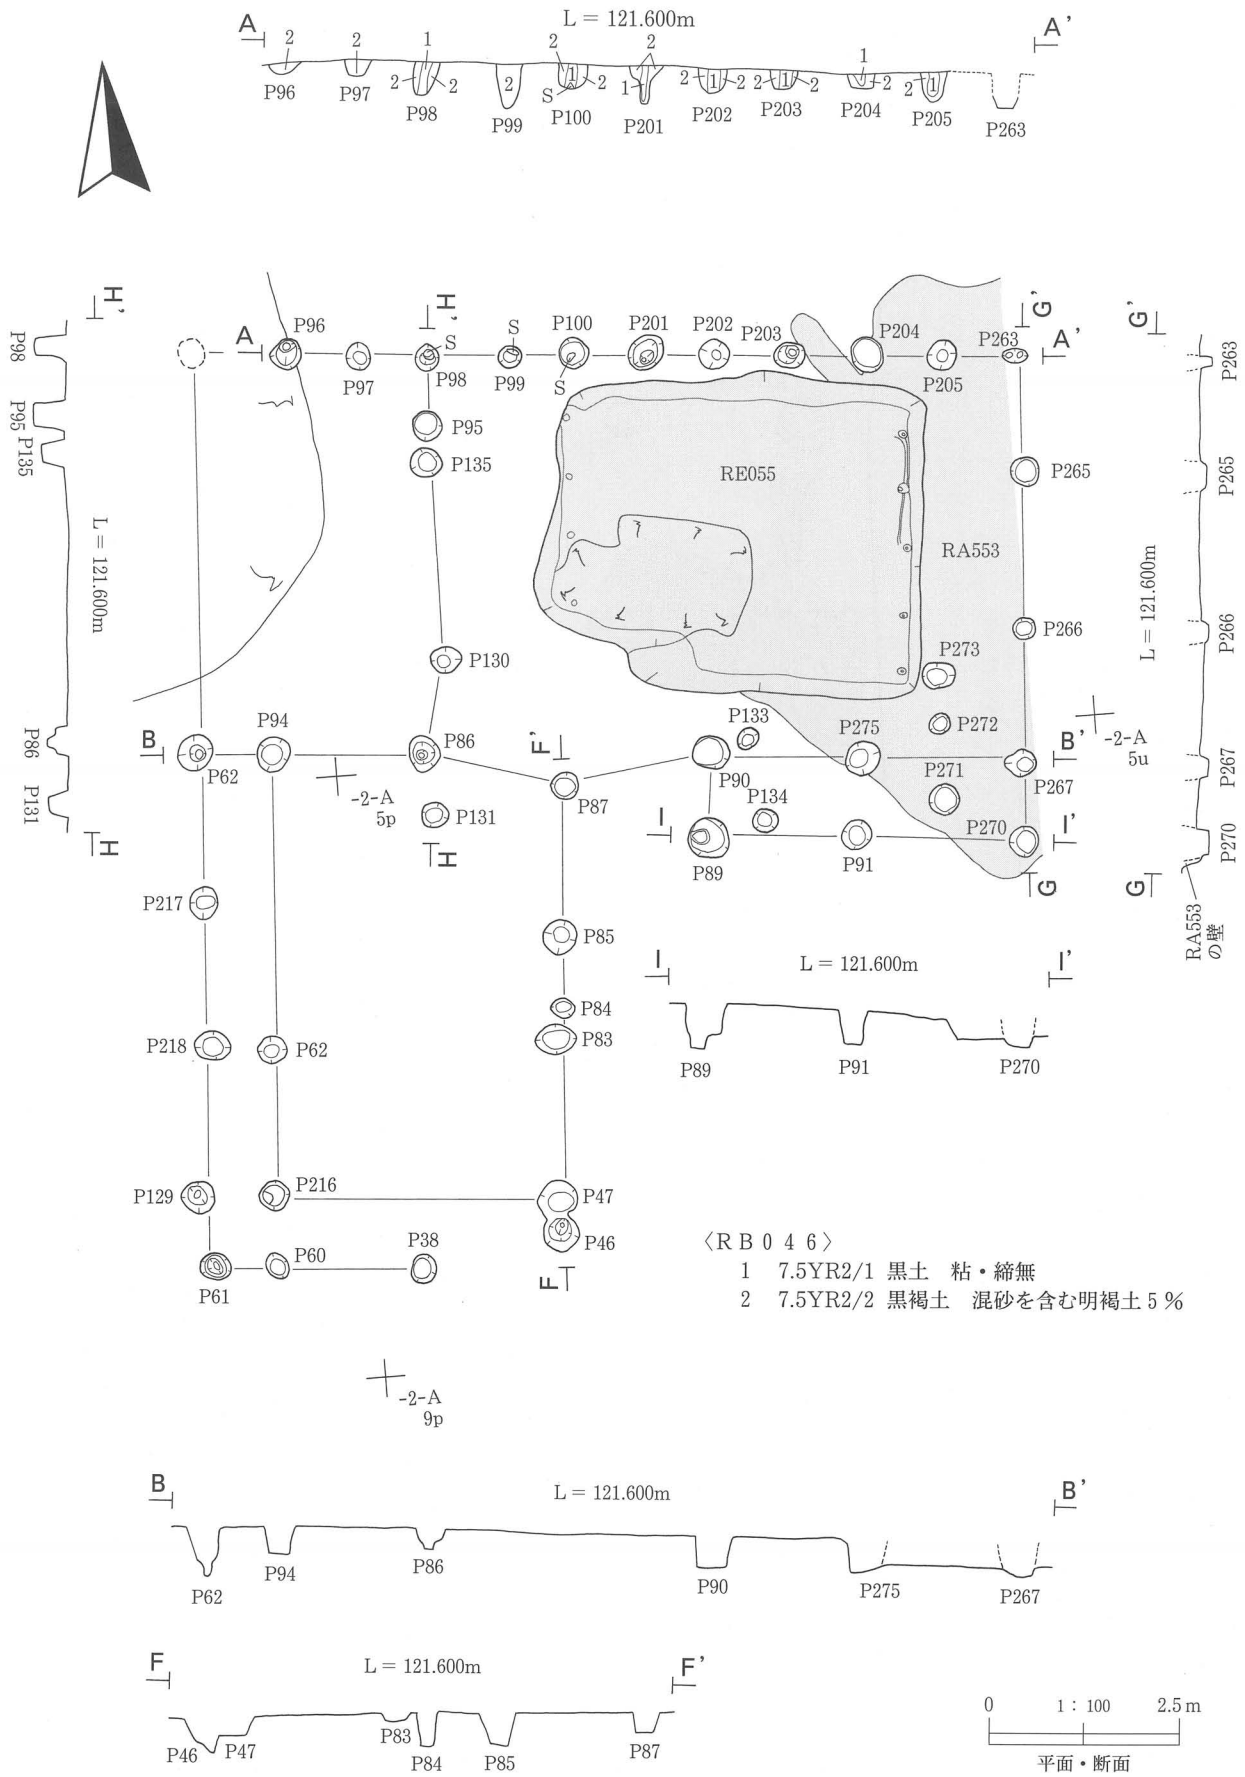 A L = 121.600m A'
2 2 1 2 2 1
2 2 1 2 2 1 2 2 1 2 2 1 2 2 1
P96 P97 P98 P99 S P100 1 P201 P202 P203 P204 P205 P263
H' H' G' G'
P96 S S P100 P201 P202 P203 P204 P263
A A'
P98 P97 P98 P99 S P205 P263
P95 P95
P135 P135 RE055 P265 P265
RA553
L = 121.600m L = 121.600m
P266 P266
P130 P273
P133 P275 P272 -2-A
5u
P86 B P94 P86 F' B'
P62 P87 P90 P271 P267 P267
-2-A
5p
P131 P131 P134 P270 P270
H H I I'
P89 P91 G G
P217 P85 RA553
の壁
I L = 121.600m I'
P84
P218 P62 P83
P89 P91 P270
P129 P216 P47
P46
P60 P38
P61 F
〈RB046〉
1 7.5YR2/1 黒土 粘・締無
2 7.5YR2/2 黒褐土 混砂を含む明褐土5%
-2-A
9p
B L = 121.600m B'
P62 P94 P86 P90 P275 P267
F L = 121.600m F'
P46 P47 P83 P84 P85 P87
0 1：100 2.5m
平面・断面